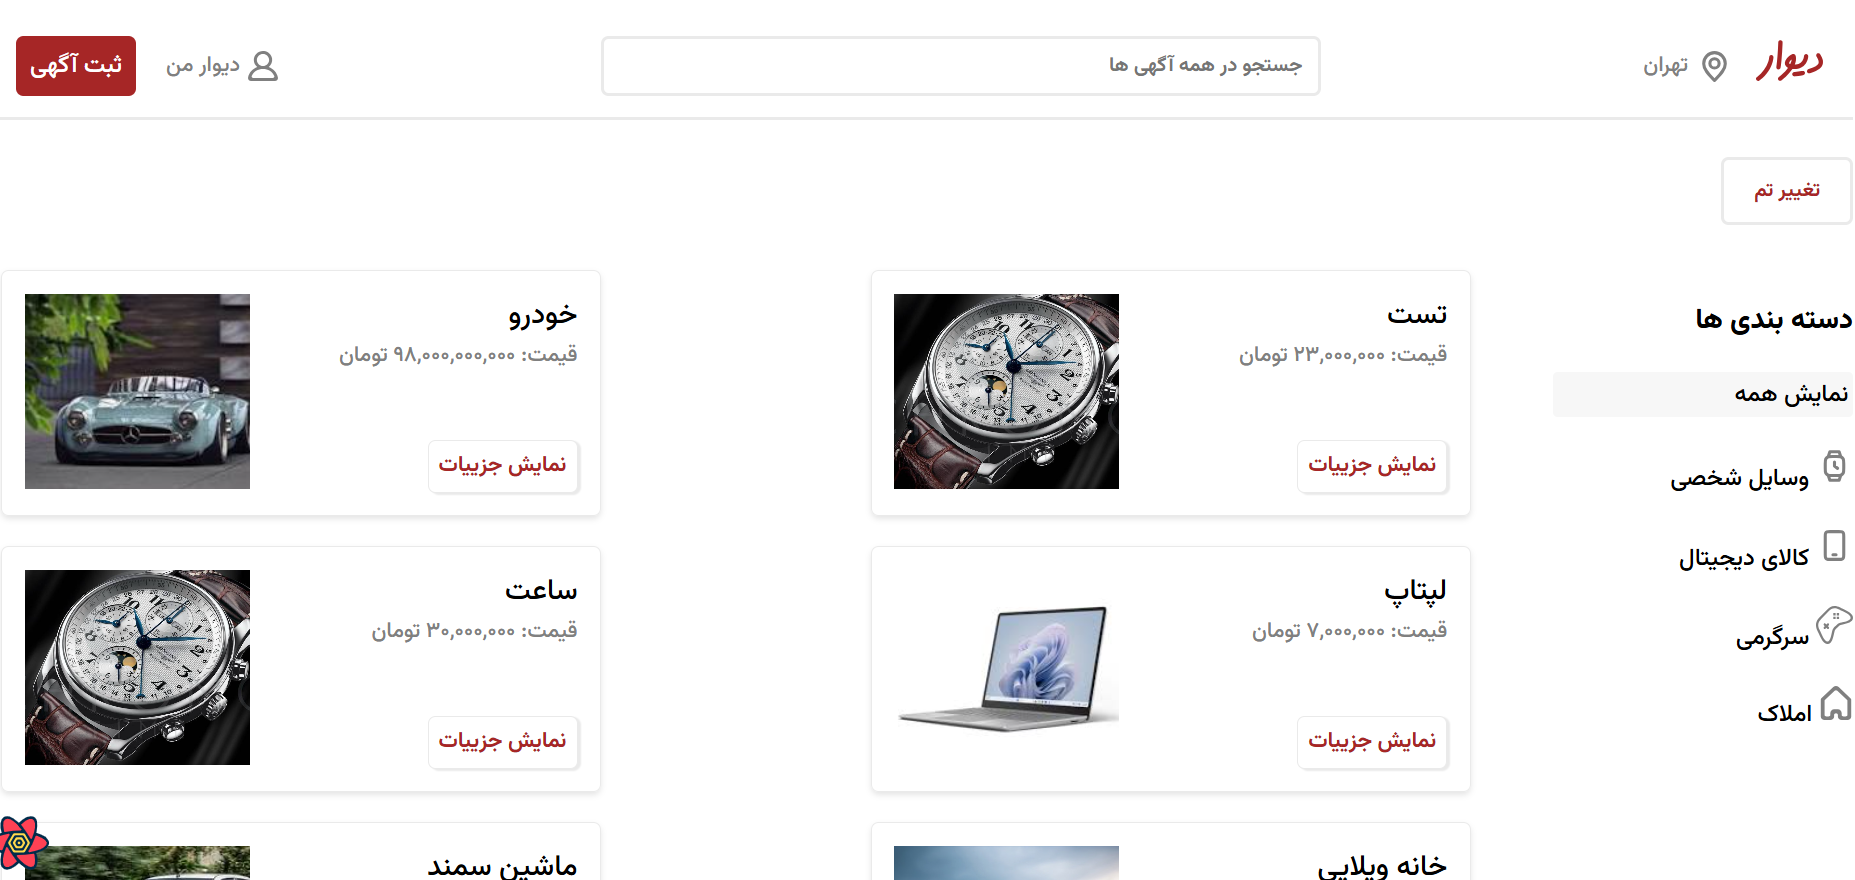 دیوار
تهران
جستجو در همه آگهی ها
دیوار من
ثبت آگهی
تغییر تم
دسته بندی ها
نمایش همه
وسایل شخصی
کالای دیجیتال
سرگرمی
املاک
تست
قیمت: ۲۳,۰۰۰,۰۰۰ تومان
نمایش جزییات
خودرو
قیمت: ۹۸,۰۰۰,۰۰۰,۰۰۰ تومان
نمایش جزییات
لپتاپ
قیمت: ۷,۰۰۰,۰۰۰ تومان
نمایش جزییات
ساعت
قیمت: ۳۰,۰۰۰,۰۰۰ تومان
نمایش جزییات
خانه ویلایی
ماشین سمند